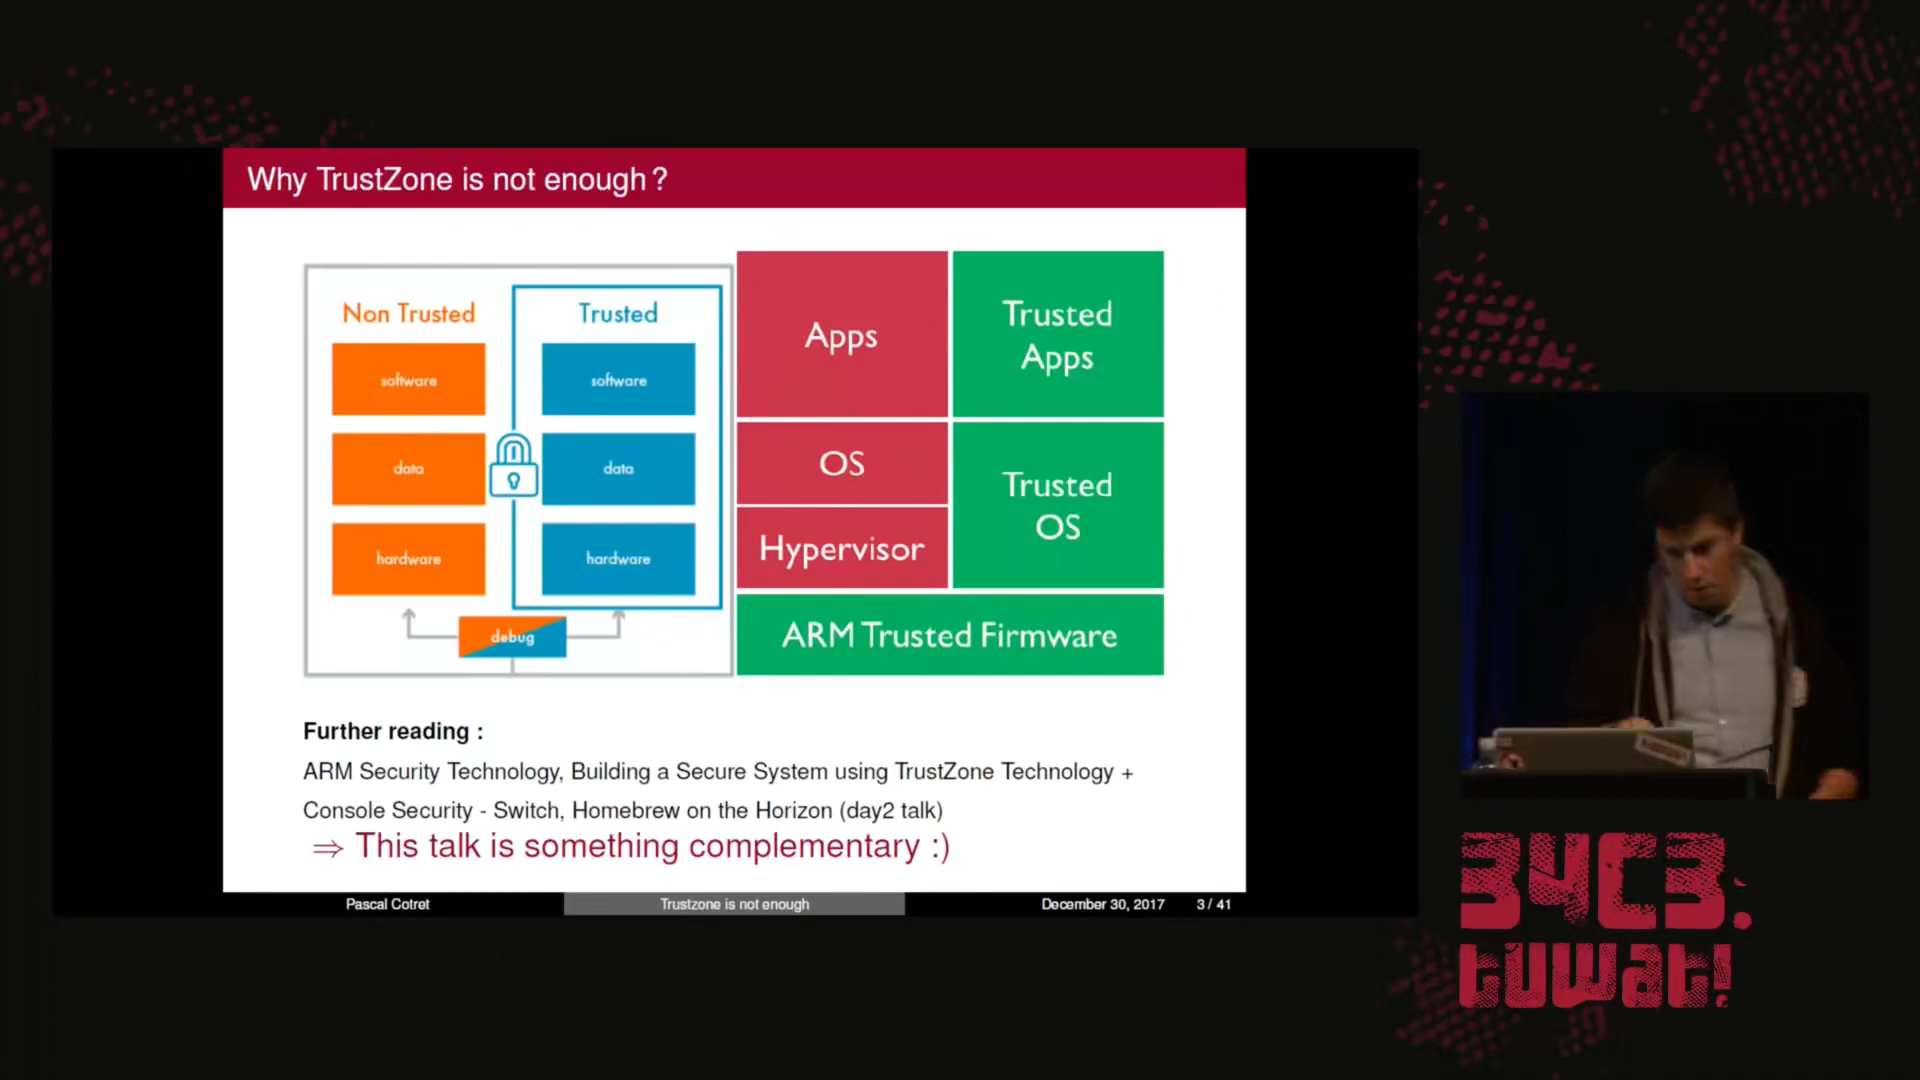 Why TrustZone is not enough ?
Non Trusted
Trusted
software
software
data
data
hardware
hardware
debug
Apps
Trusted
Apps
OS
Trusted
OS
Hypervisor
ARM Trusted Firmware
Further reading :
ARM Security Technology, Building a Secure System using TrustZone Technology +
Console Security - Switch, Homebrew on the Horizon (day2 talk)
⇒ This talk is something complementary :)
Pascal Cotret
Trustzone is not enough
December 30, 2017
3 / 41
34C3.
tuwat!